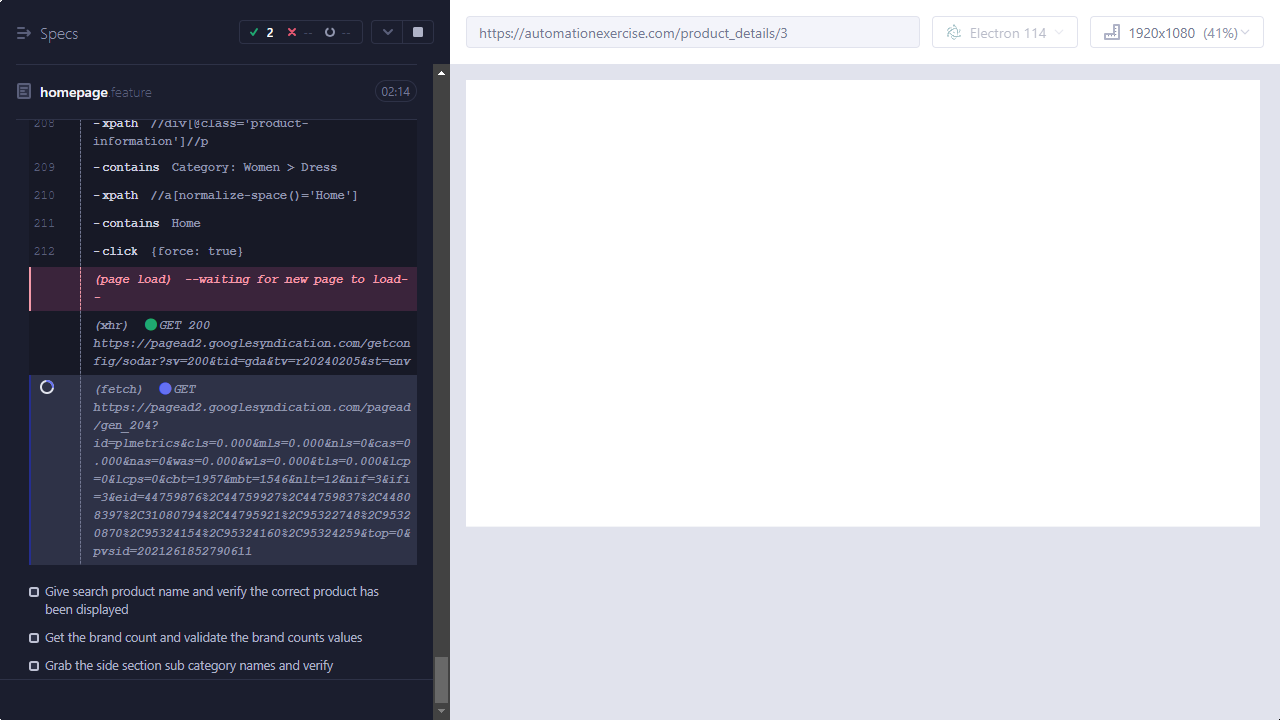 Specs
2
--
--
https://automationexercise.com/product_details/3
Electron 114
1920x1080 (41%)
homepage.feature
02:14
208
-xpath //div[@class='product-
information']//p
209
-contains Category: Women > Dress
210
-xpath //a[normalize-space()='Home']
211
-contains Home
212
-click {force: true}
(page load) --waiting for new page to load-
-
(xhr) GET 200
https://pagead2.googlesyndication.com/getcon
fig/sodar?sv=200&tid=gda&tv=r20240205&st=env
(fetch) GET
https://pagead2.googlesyndication.com/pagead
/gen_204?
id=plmetrics&cls=0.000&mls=0.000&nls=0&cas=0
.000&nas=0&was=0.000&wls=0.000&tls=0.000&lcp
=0&lcps=0&cbt=1957&mbt=1546&nlt=12&nif=3&ifi
=3&eid=44759876%2C44759927%2C44759837%2C4480
8397%2C31080794%2C44795921%2C95322748%2C9532
0870%2C95324154%2C95324160%2C95324259&top=0&
pvsid=2021261852790611
Give search product name and verify the correct product has
been displayed
Get the brand count and validate the brand counts values
Grab the side section sub category names and verify